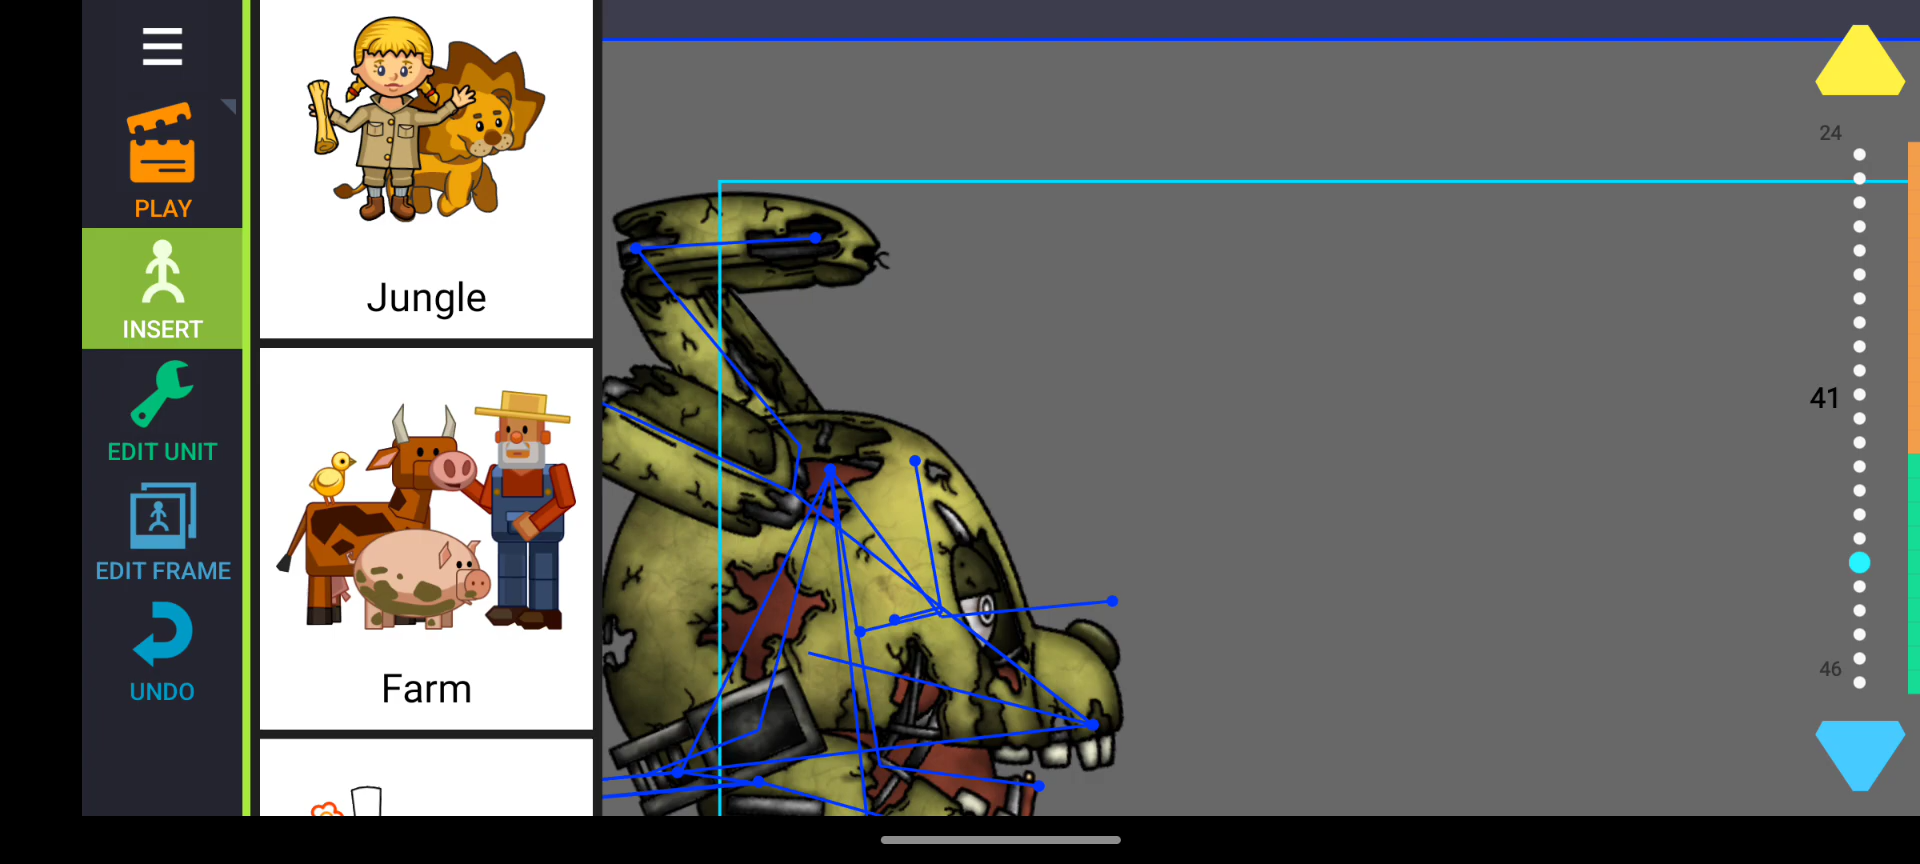 PLAY
INSERT
EDIT UNIT
EDIT FRAME
UNDO
Jungle
Farm
24
41
46